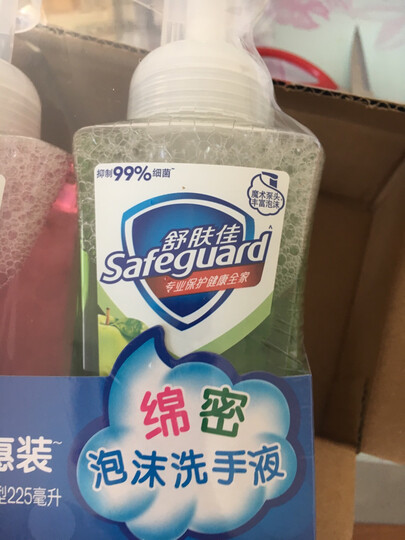 抑制99%细菌~
魔术泵头
丰富泡沫
舒肤佳
Safeguard
专业保护健康全家
绵密
泡沫洗手液
惠装~
型225毫升